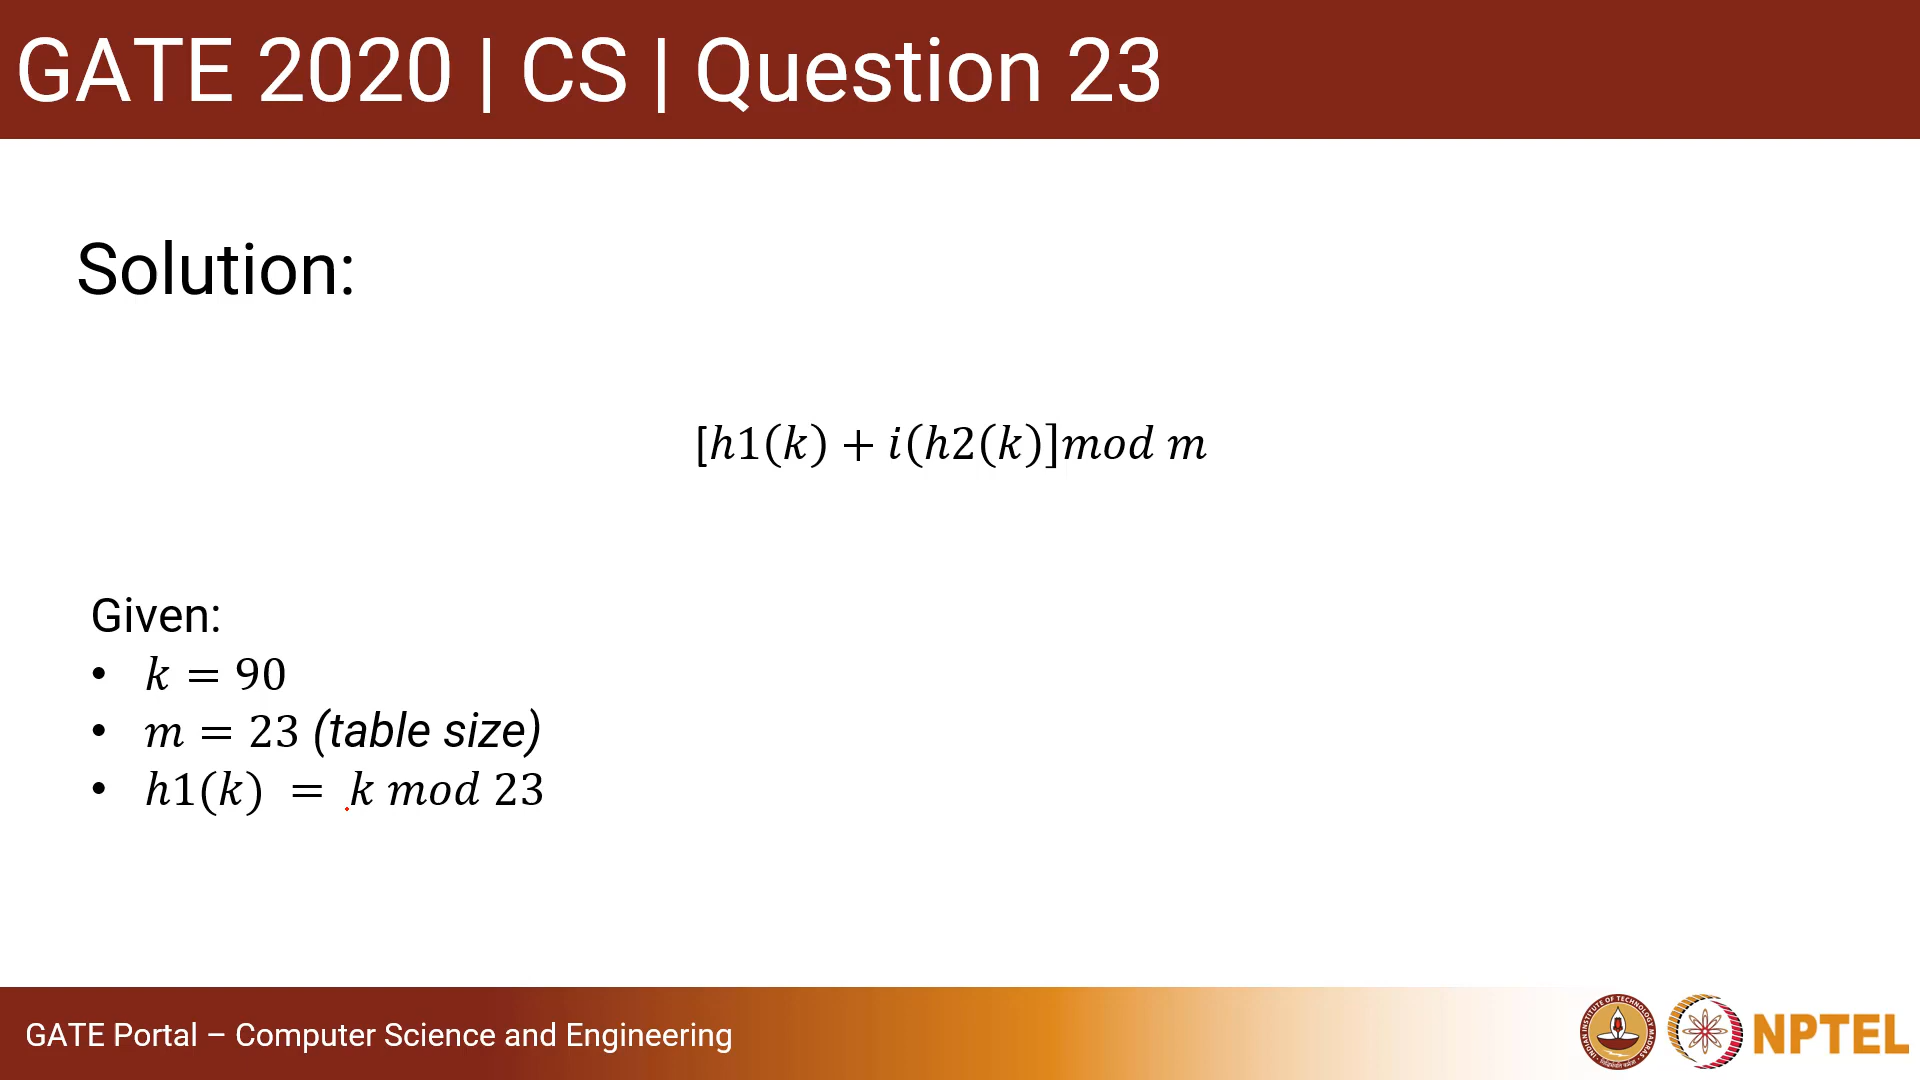 GATE 2020 | CS | Question 23
Solution:
[h1(k) + i(h2(k)]mod m
Given:
• k = 90
• m = 23 (table size)
• h1(k) = k mod 23
GATE Portal – Computer Science and Engineering
NPTEL